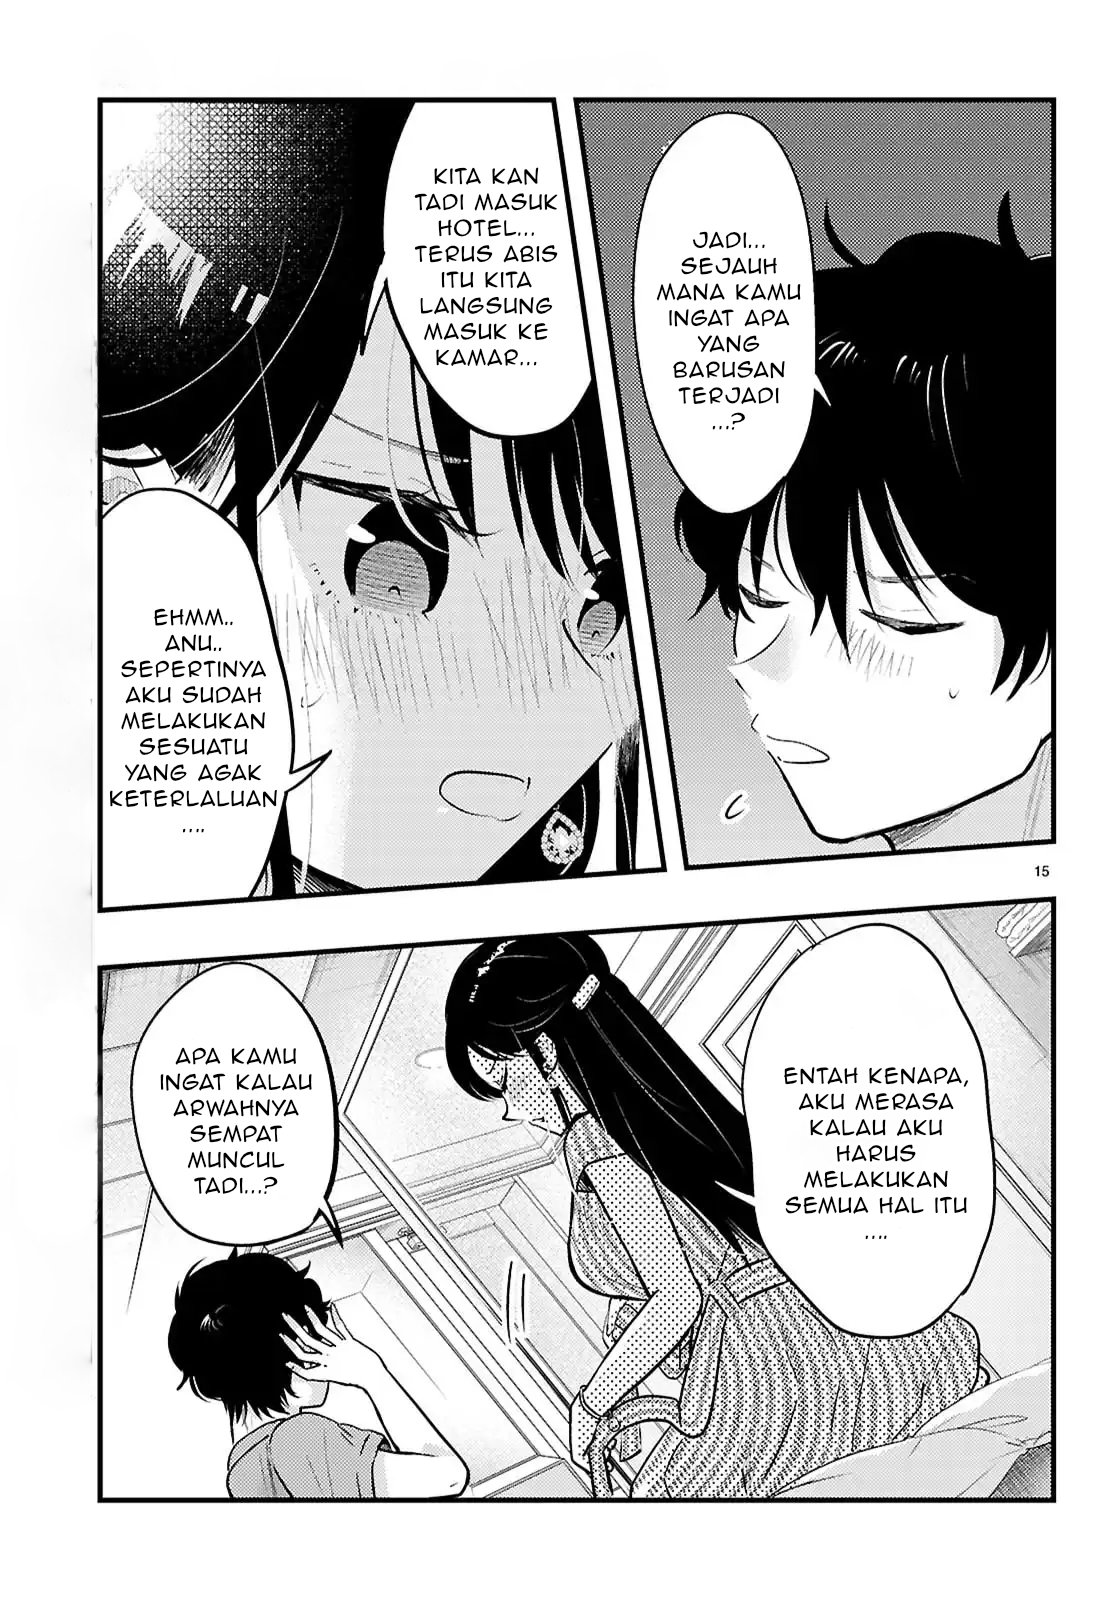 JADI...
SEJAUH
MANA KAMU
INGAT APA
YANG
BARUSAN
TERJADI
...?
KITA KAN
TADI MASUK
HOTEL...
TERUS ABIS
ITU KITA
LANGSUNG
MASUK KE
KAMAR...
EHMM..
ANU..
SEPERTINYA
AKU SUDAH
MELAKUKAN
SESUATU
YANG AGAK
KETERLALUAN
....
15
ENTAH KENAPA,
AKU MERASA
KALAU AKU
HARUS
MELAKUKAN
SEMUA HAL ITU
....
APA KAMU
INGAT KALAU
ARWAHNYA
SEMPAT
MUNCUL
TADI...?